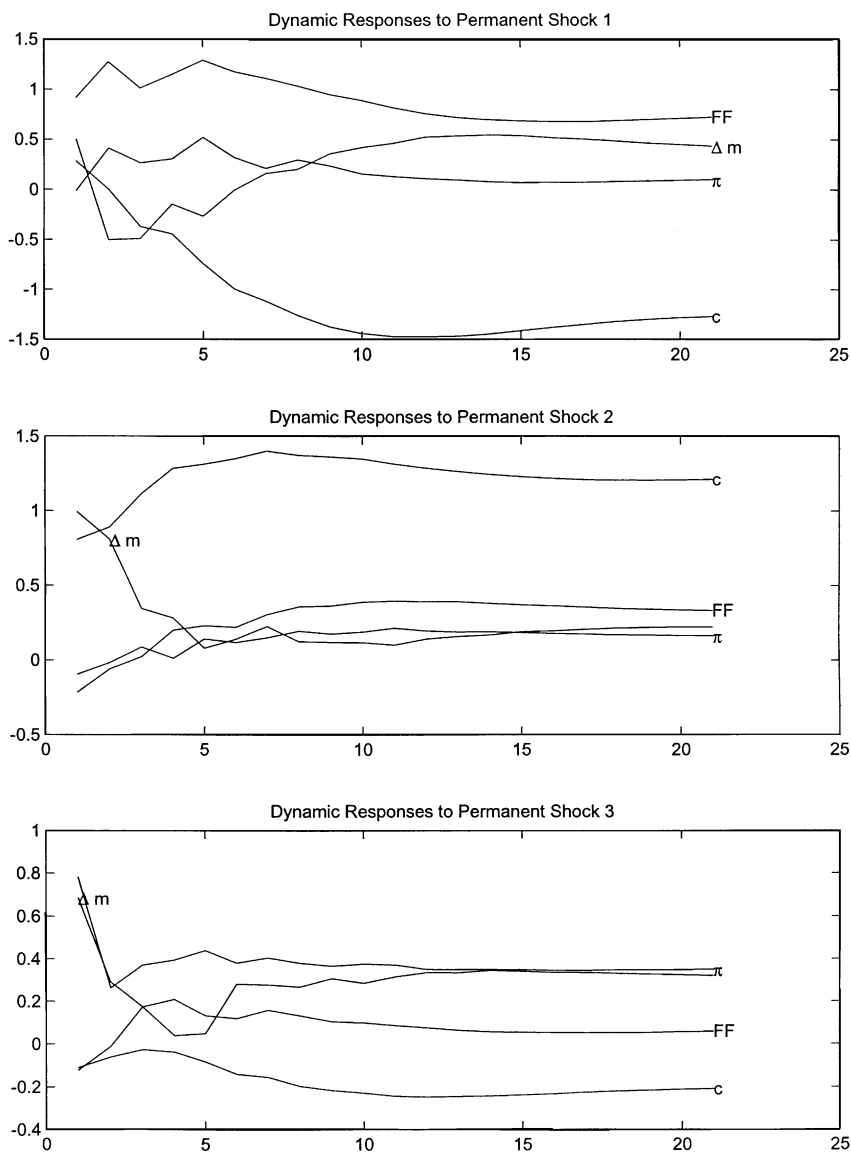 Dynamic Responses to Permanent Shock 1
1.5
1
0.5
0
-0.5
-1
-1.5
FF
Δ m
π
c
0 5 10 15 20 25
Dynamic Responses to Permanent Shock 2
1.5
1
0.5
0
-0.5
c
Δ m
FF
π
0 5 10 15 20 25
Dynamic Responses to Permanent Shock 3
1
0.8
0.6
0.4
0.2
0
-0.2
-0.4
Δ m
π
FF
c
0 5 10 15 20 25